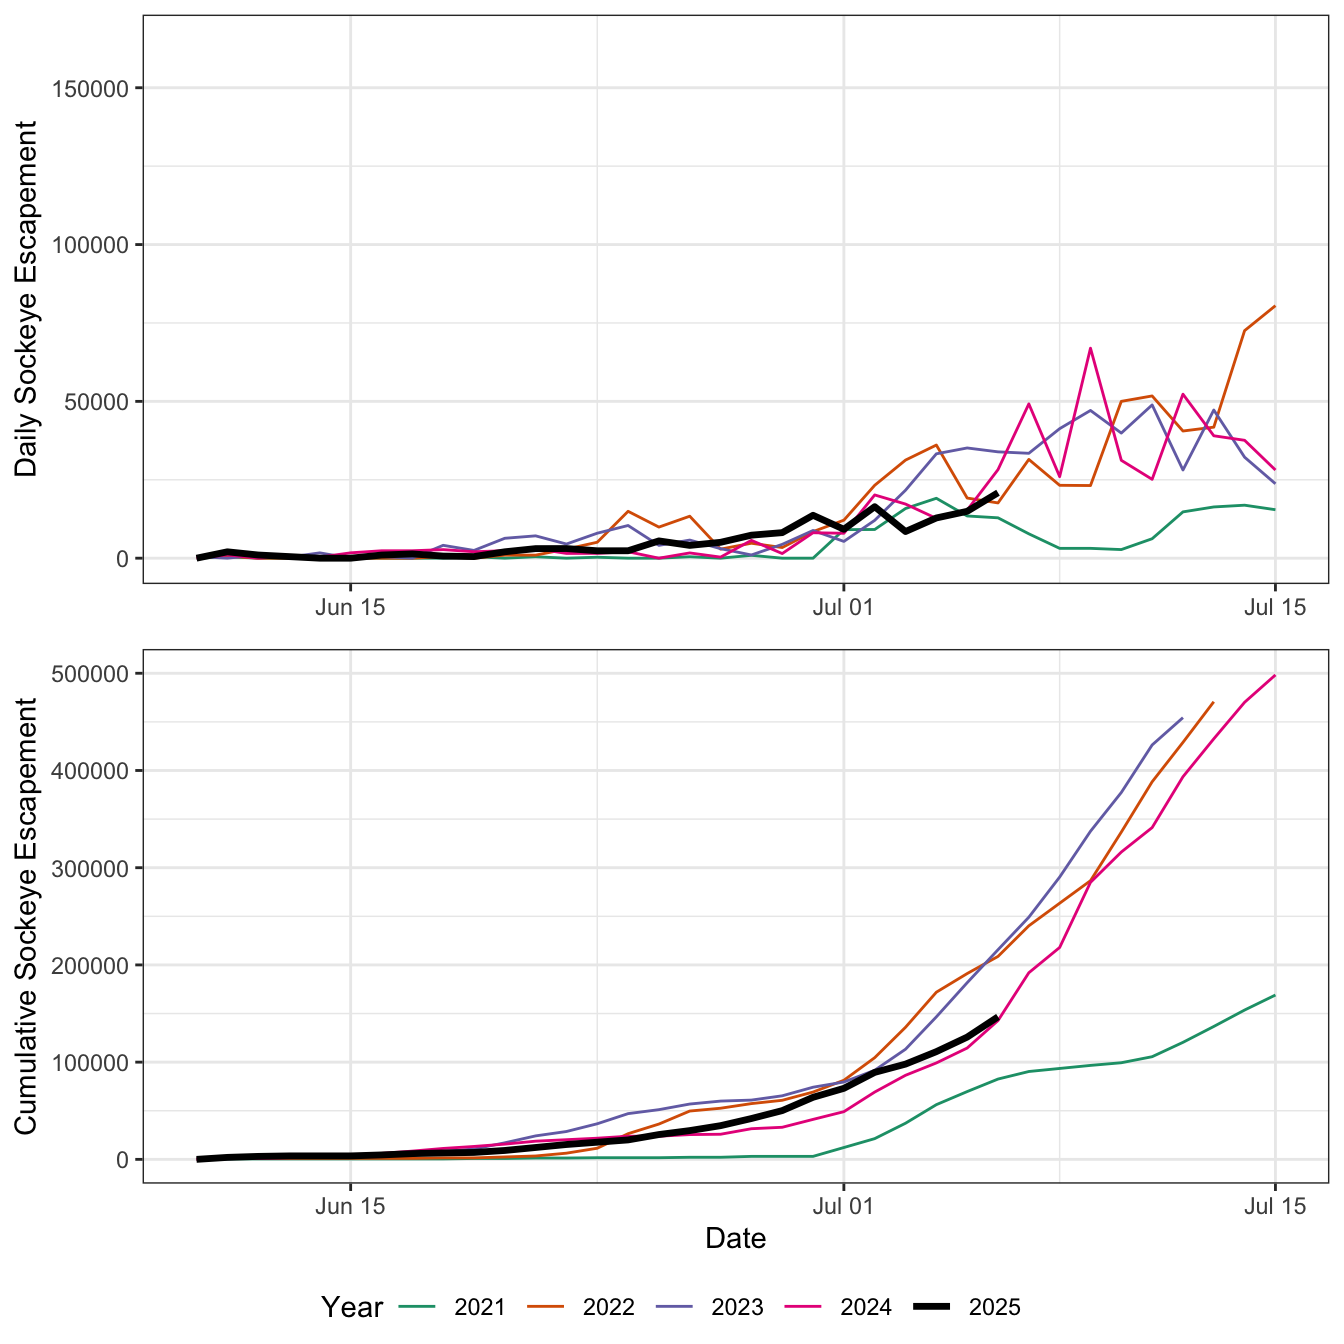 Daily Sockeye Escapement
150000
100000
50000
0
Jun 15 Jul 01 Jul 15
Cumulative Sockeye Escapement
500000
400000
300000
200000
100000
0
Jun 15 Jul 01 Jul 15
Date
Year 2021 2022 2023 2024 2025